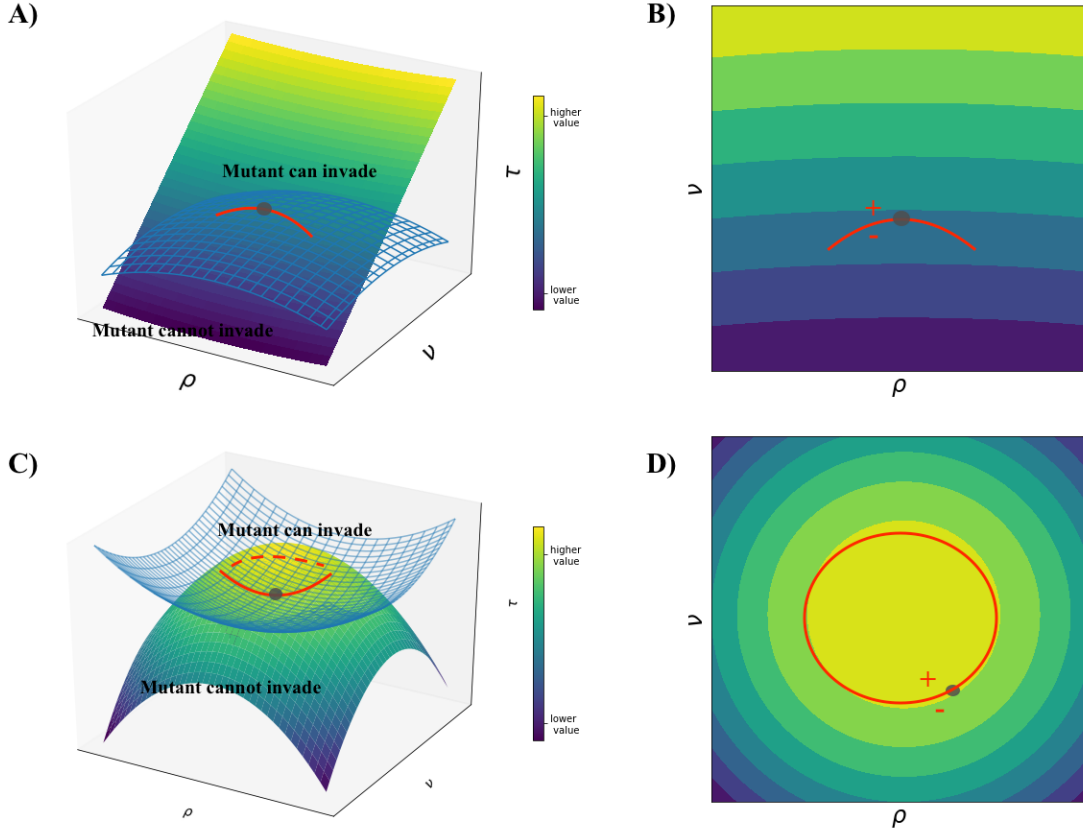 A)
Mutant can invade
Mutant cannot invade
ρ
ν
τ
higher
value
lower
value
B)
ν
+
-
ρ
C)
Mutant can invade
Mutant cannot invade
ρ
ν
τ
higher
value
lower
value
D)
ν
+
-
ρ